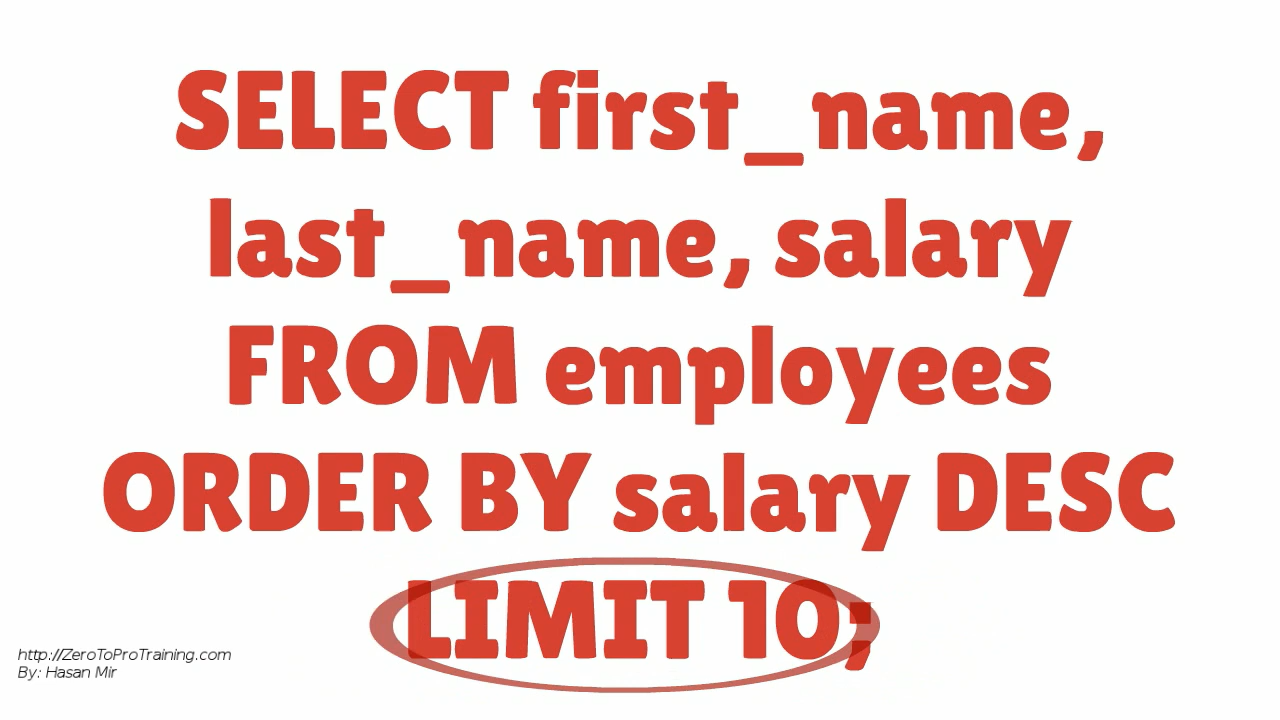 SELECT first_name,
last_name, salary
FROM employees
ORDER BY salary DESC
LIMIT 10;
http://ZeroToProTraining.com
By: Hasan Mir